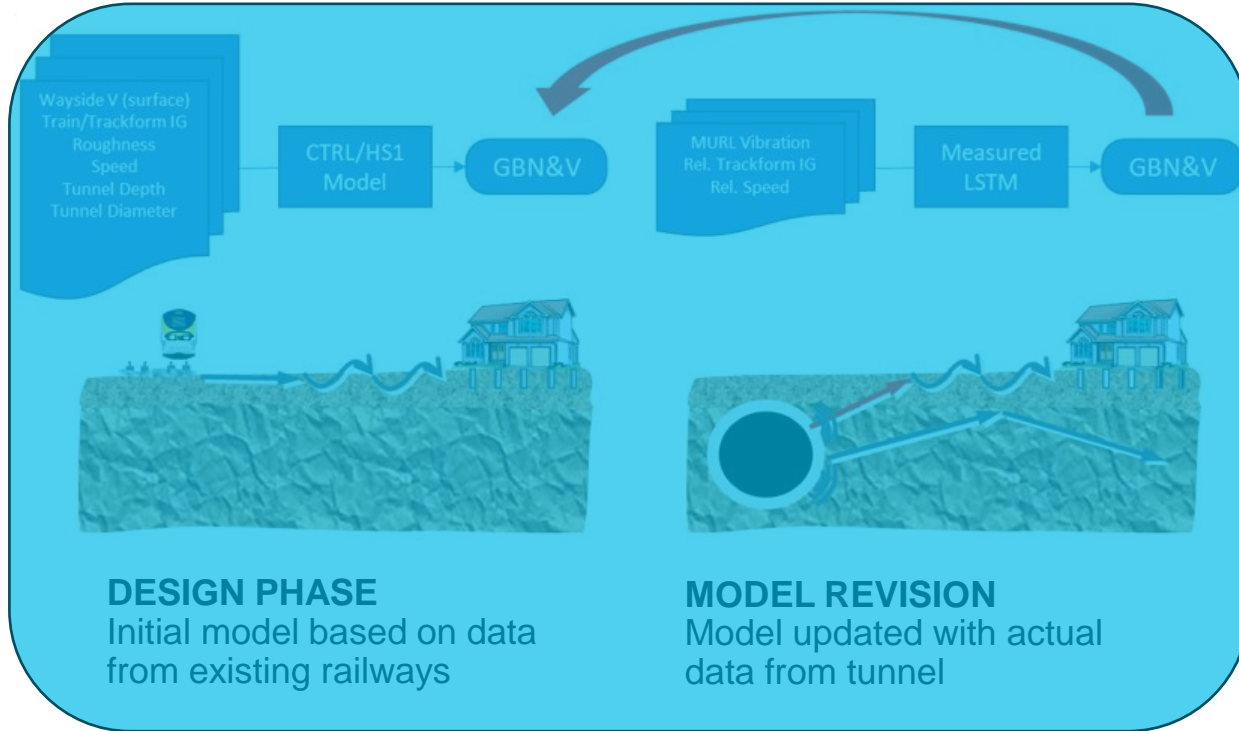 Wayside V (surface)
Train/Trackform IG
Roughness
Speed
Tunnel Depth
Tunnel Diameter
CTRL/HS1
Model
GBN&V
MURL Vibration
Rel. Trackform IG
Rel. Speed
Measured
LSTM
GBN&V
DESIGN PHASE
Initial model based on data
from existing railways
MODEL REVISION
Model updated with actual
data from tunnel